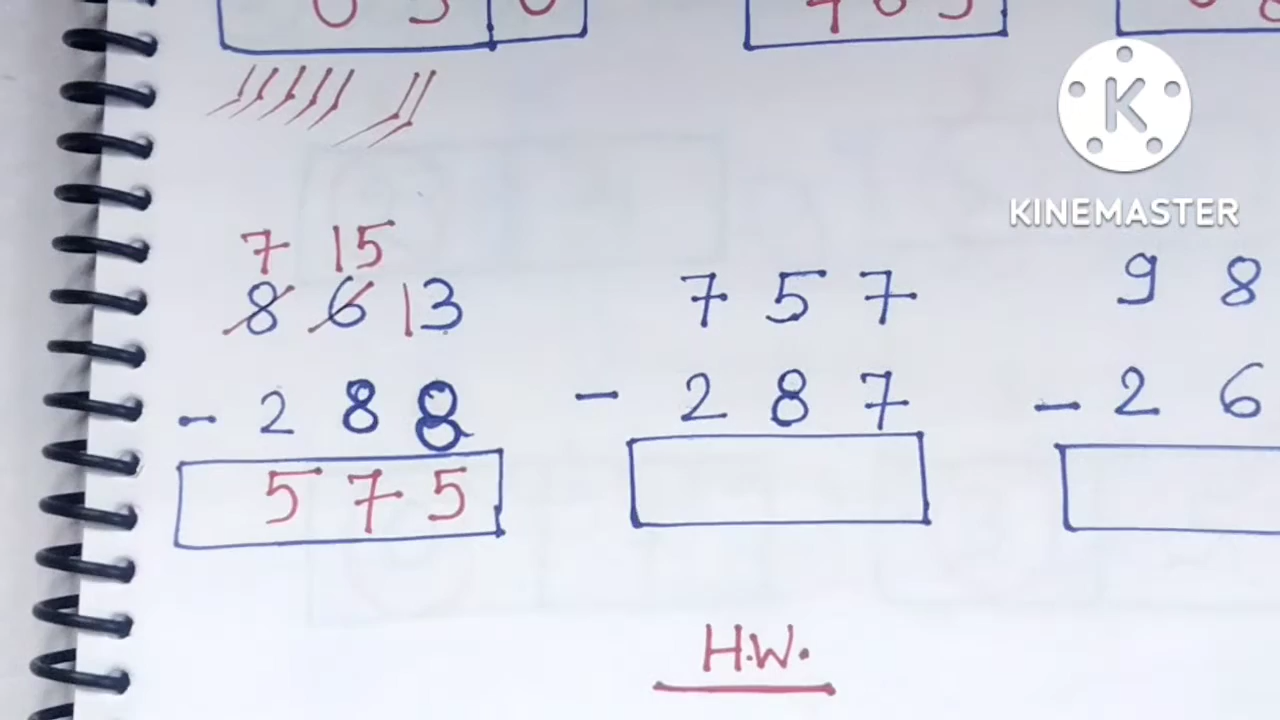 KINEMASTER
7 15
8 6 13
- 2 8 8
5 7 5
7 5 7
- 2 8 7
9 8
- 2 6
H.W.